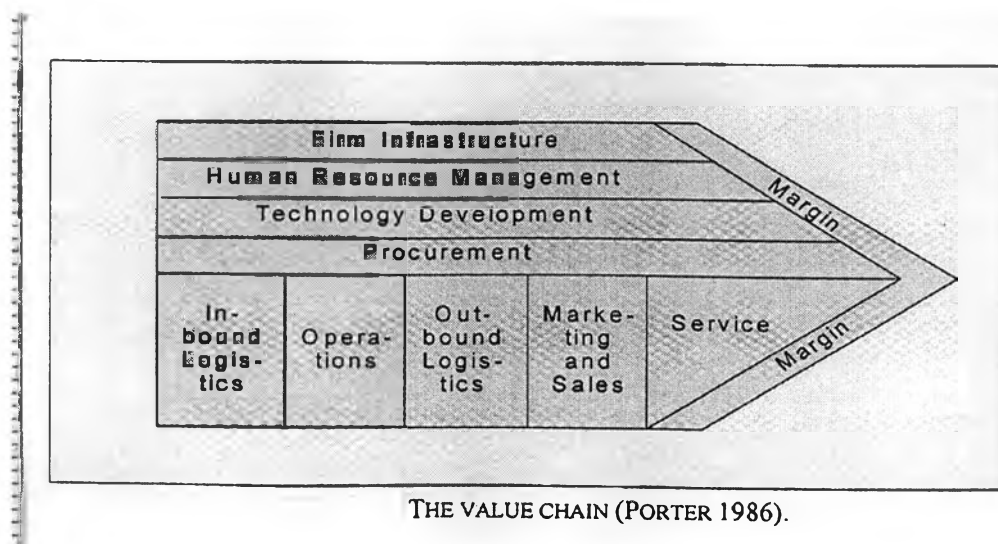 Firm Infrastructure
Human Resource Management
Technology Development
Procurement
Margin
In-
bound
Logis-
tics
Opera-
tions
Out-
bound
Logis-
tics
Marke-
ting
and
Sales
Service
Margin
THE VALUE CHAIN (PORTER 1986).